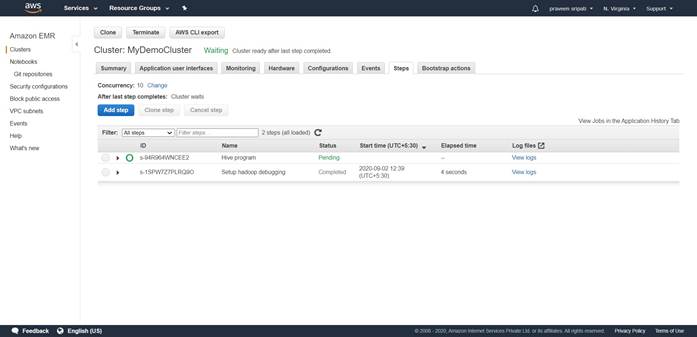 aws
Services Resource Groups praveen sripati N. Virginia Support
Amazon EMR
Clusters
Notebooks
Git repositories
Security configurations
Block public access
VPC subnets
Events
Help
What's new
Clone Terminate AWS CLI export
Cluster: MyDemoCluster Waiting Cluster ready after last step completed.
Summary Application user interfaces Monitoring Hardware Configurations Events Steps Bootstrap actions
Concurrency: 10 Change
After last step completes: Cluster waits
Add step Clone step Cancel step
View Jobs in the Application History Tab
Filter: All steps Filter steps ... 2 steps (all loaded)
ID Name Status Start time (UTC+5:30) Elapsed time Log files
s-94R964WNCEE2 Hive program Pending -- View logs
s-1SPW7Z7PLRQ9O Setup hadoop debugging Completed 2020-09-02 12:39 4 seconds View logs
(UTC+5:30)
Feedback English (US) © 2008 - 2020, Amazon Internet Services Private Ltd. or its affiliates. All rights reserved. Privacy Policy Terms of Use